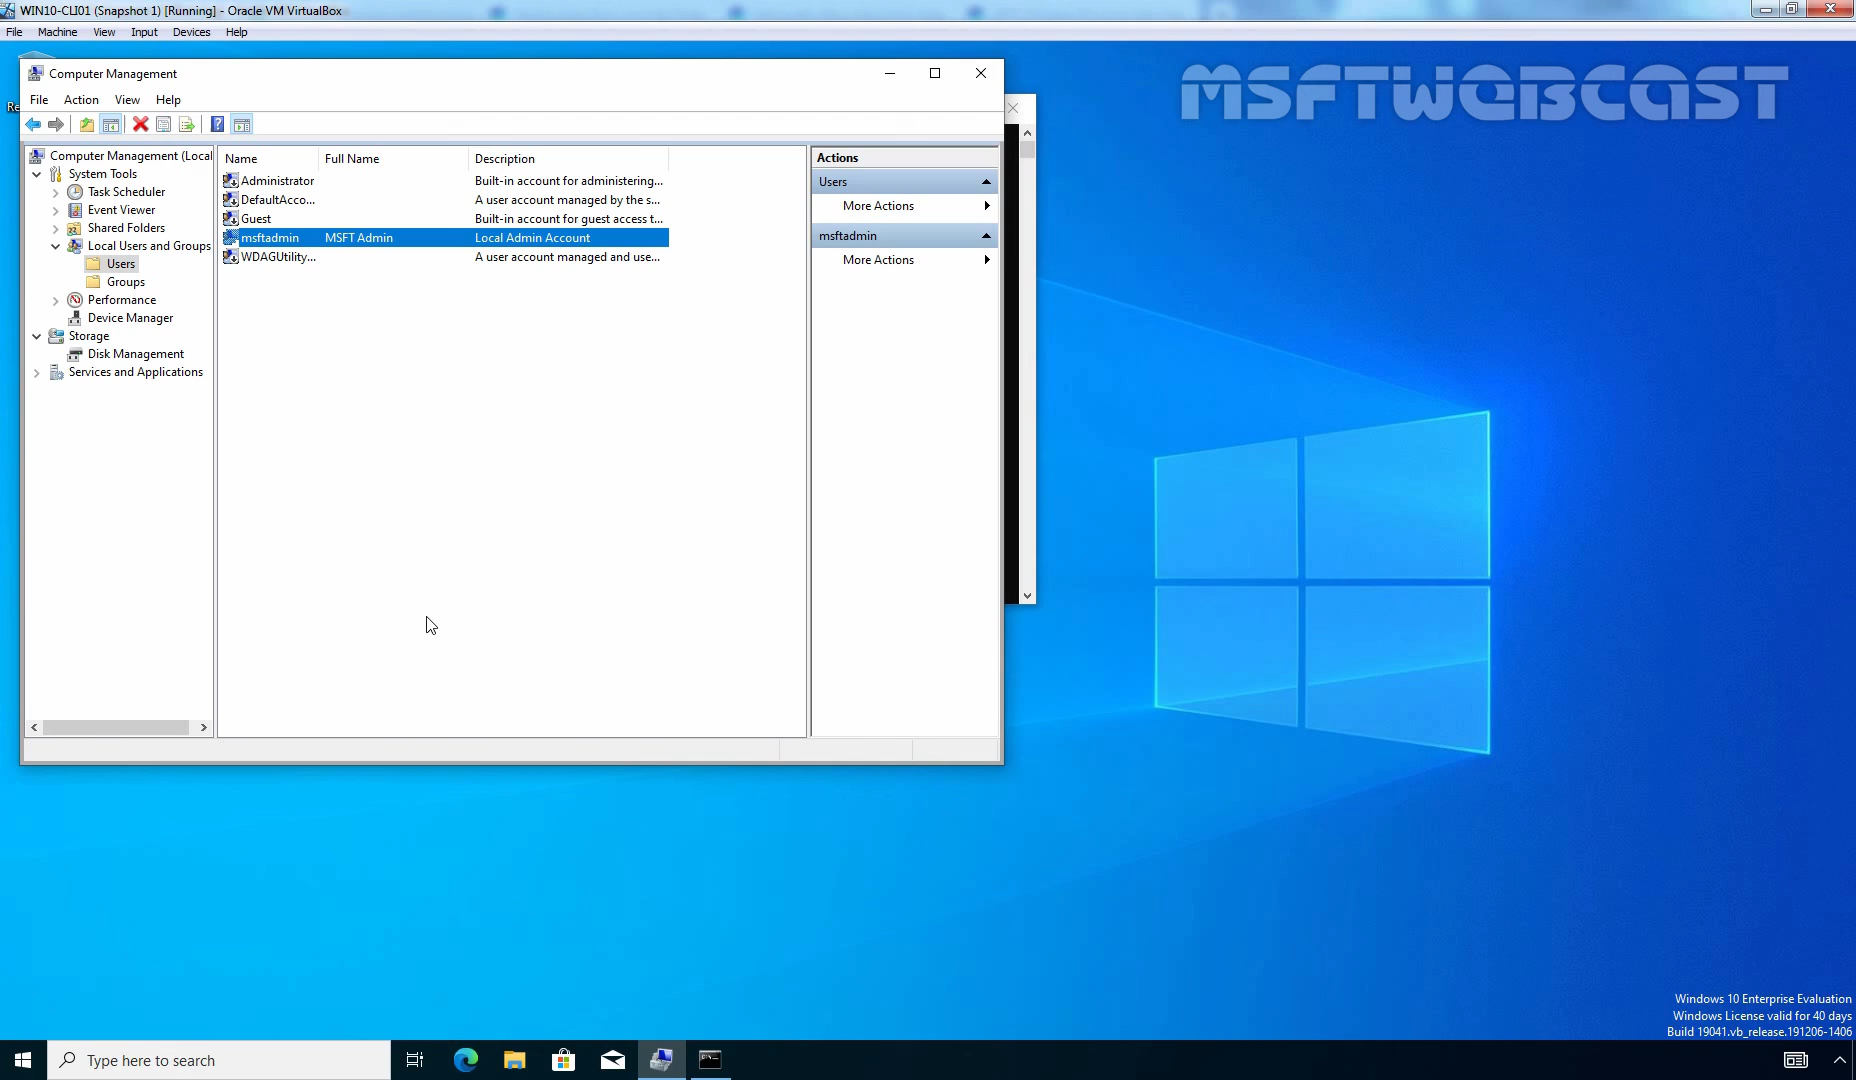 WIN10-CLI01 (Snapshot 1) [Running] - Oracle VM VirtualBox
File Machine View Input Devices Help
MSFTWEBCAST
Re
Computer Management
File Action View Help
Computer Management (Local
System Tools
Task Scheduler
Event Viewer
Shared Folders
Local Users and Groups
Users
Groups
Performance
Device Manager
Storage
Disk Management
Services and Applications
Name Full Name Description
Administrator Built-in account for administering...
DefaultAcco... A user account managed by the s...
Guest Built-in account for guest access t...
msftadmin MSFT Admin Local Admin Account
WDAGUtility... A user account managed and use...
Actions
Users
More Actions
msftadmin
More Actions
Windows 10 Enterprise Evaluation
Windows License valid for 40 days
Build 19041.vb_release.191206-1406
Type here to search